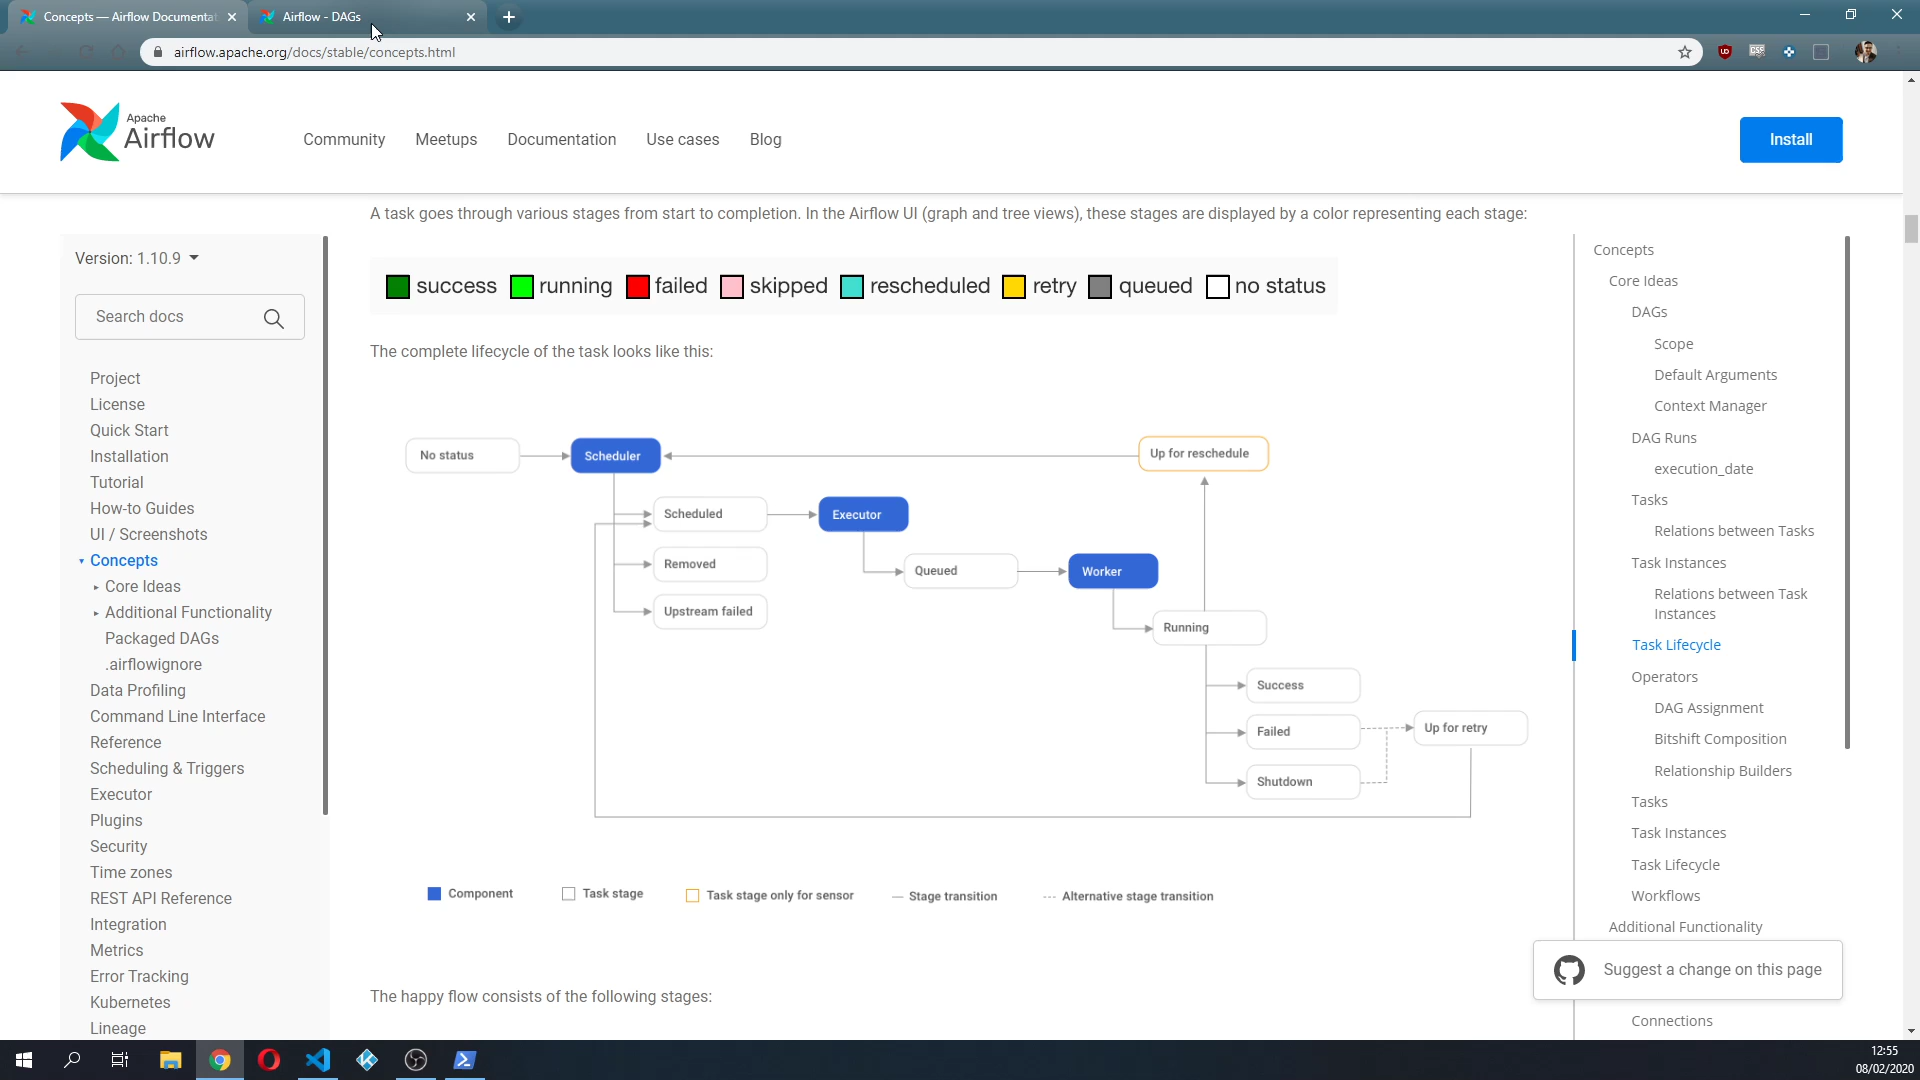 Concepts — Airflow Documentat
Airflow - DAGs
airflow.apache.org/docs/stable/concepts.html
Apache
Airflow
Community
Meetups
Documentation
Use cases
Blog
Install
A task goes through various stages from start to completion. In the Airflow UI (graph and tree views), these stages are displayed by a color representing each stage:
success running failed skipped rescheduled retry queued no status
The complete lifecycle of the task looks like this:
No status
Scheduler
Up for reschedule
Scheduled
Executor
Removed
Queued
Worker
Upstream failed
Running
Success
Failed
Up for retry
Shutdown
Component
Task stage
Task stage only for sensor
Stage transition
Alternative stage transition
The happy flow consists of the following stages:
Version: 1.10.9
Search docs
Project
License
Quick Start
Installation
Tutorial
How-to Guides
UI / Screenshots
Concepts
Core Ideas
Additional Functionality
Packaged DAGs
.airflowignore
Data Profiling
Command Line Interface
Reference
Scheduling & Triggers
Executor
Plugins
Security
Time zones
REST API Reference
Integration
Metrics
Error Tracking
Kubernetes
Lineage
Concepts
Core Ideas
DAGs
Scope
Default Arguments
Context Manager
DAG Runs
execution_date
Tasks
Relations between Tasks
Task Instances
Relations between Task
Instances
Task Lifecycle
Operators
DAG Assignment
Bitshift Composition
Relationship Builders
Tasks
Task Instances
Task Lifecycle
Workflows
Additional Functionality
Suggest a change on this page
Connections
12:55
08/02/2020